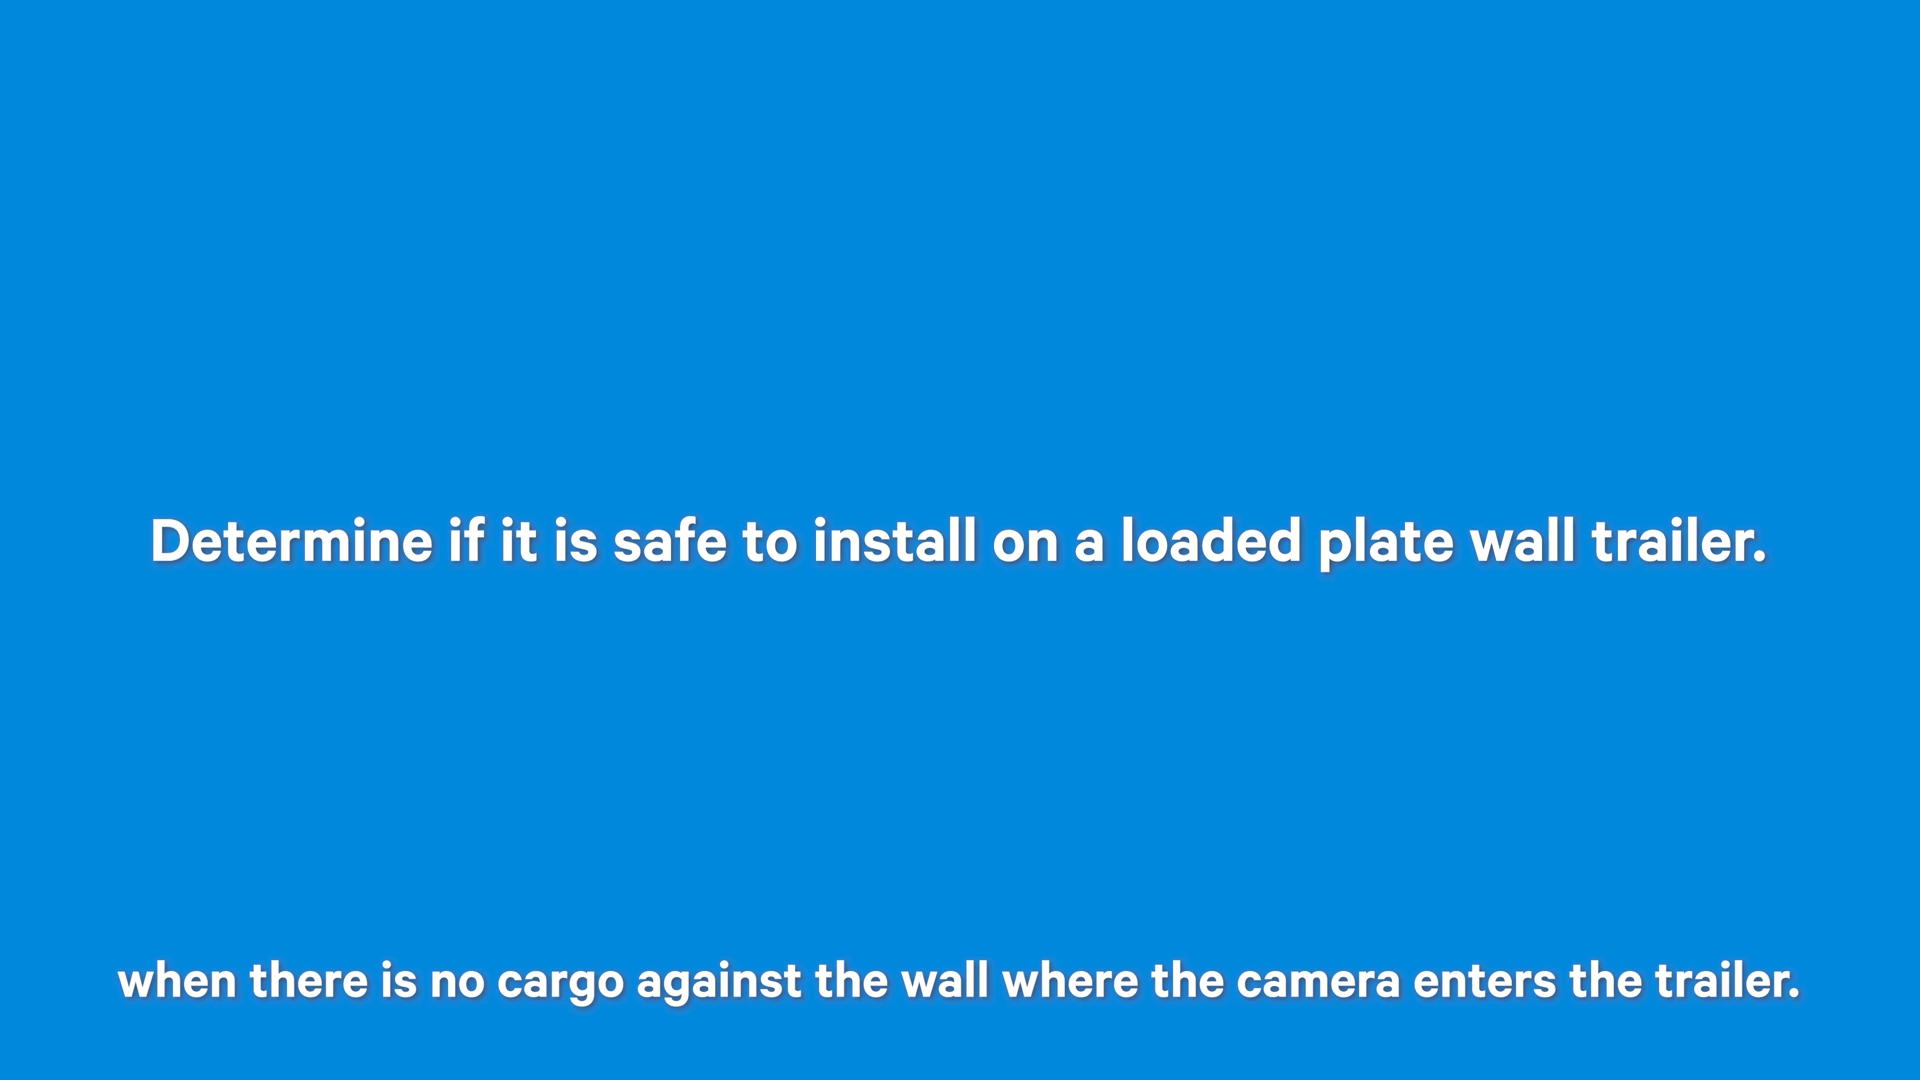 Determine if it is safe to install on a loaded plate wall trailer.
when there is no cargo against the wall where the camera enters the trailer.